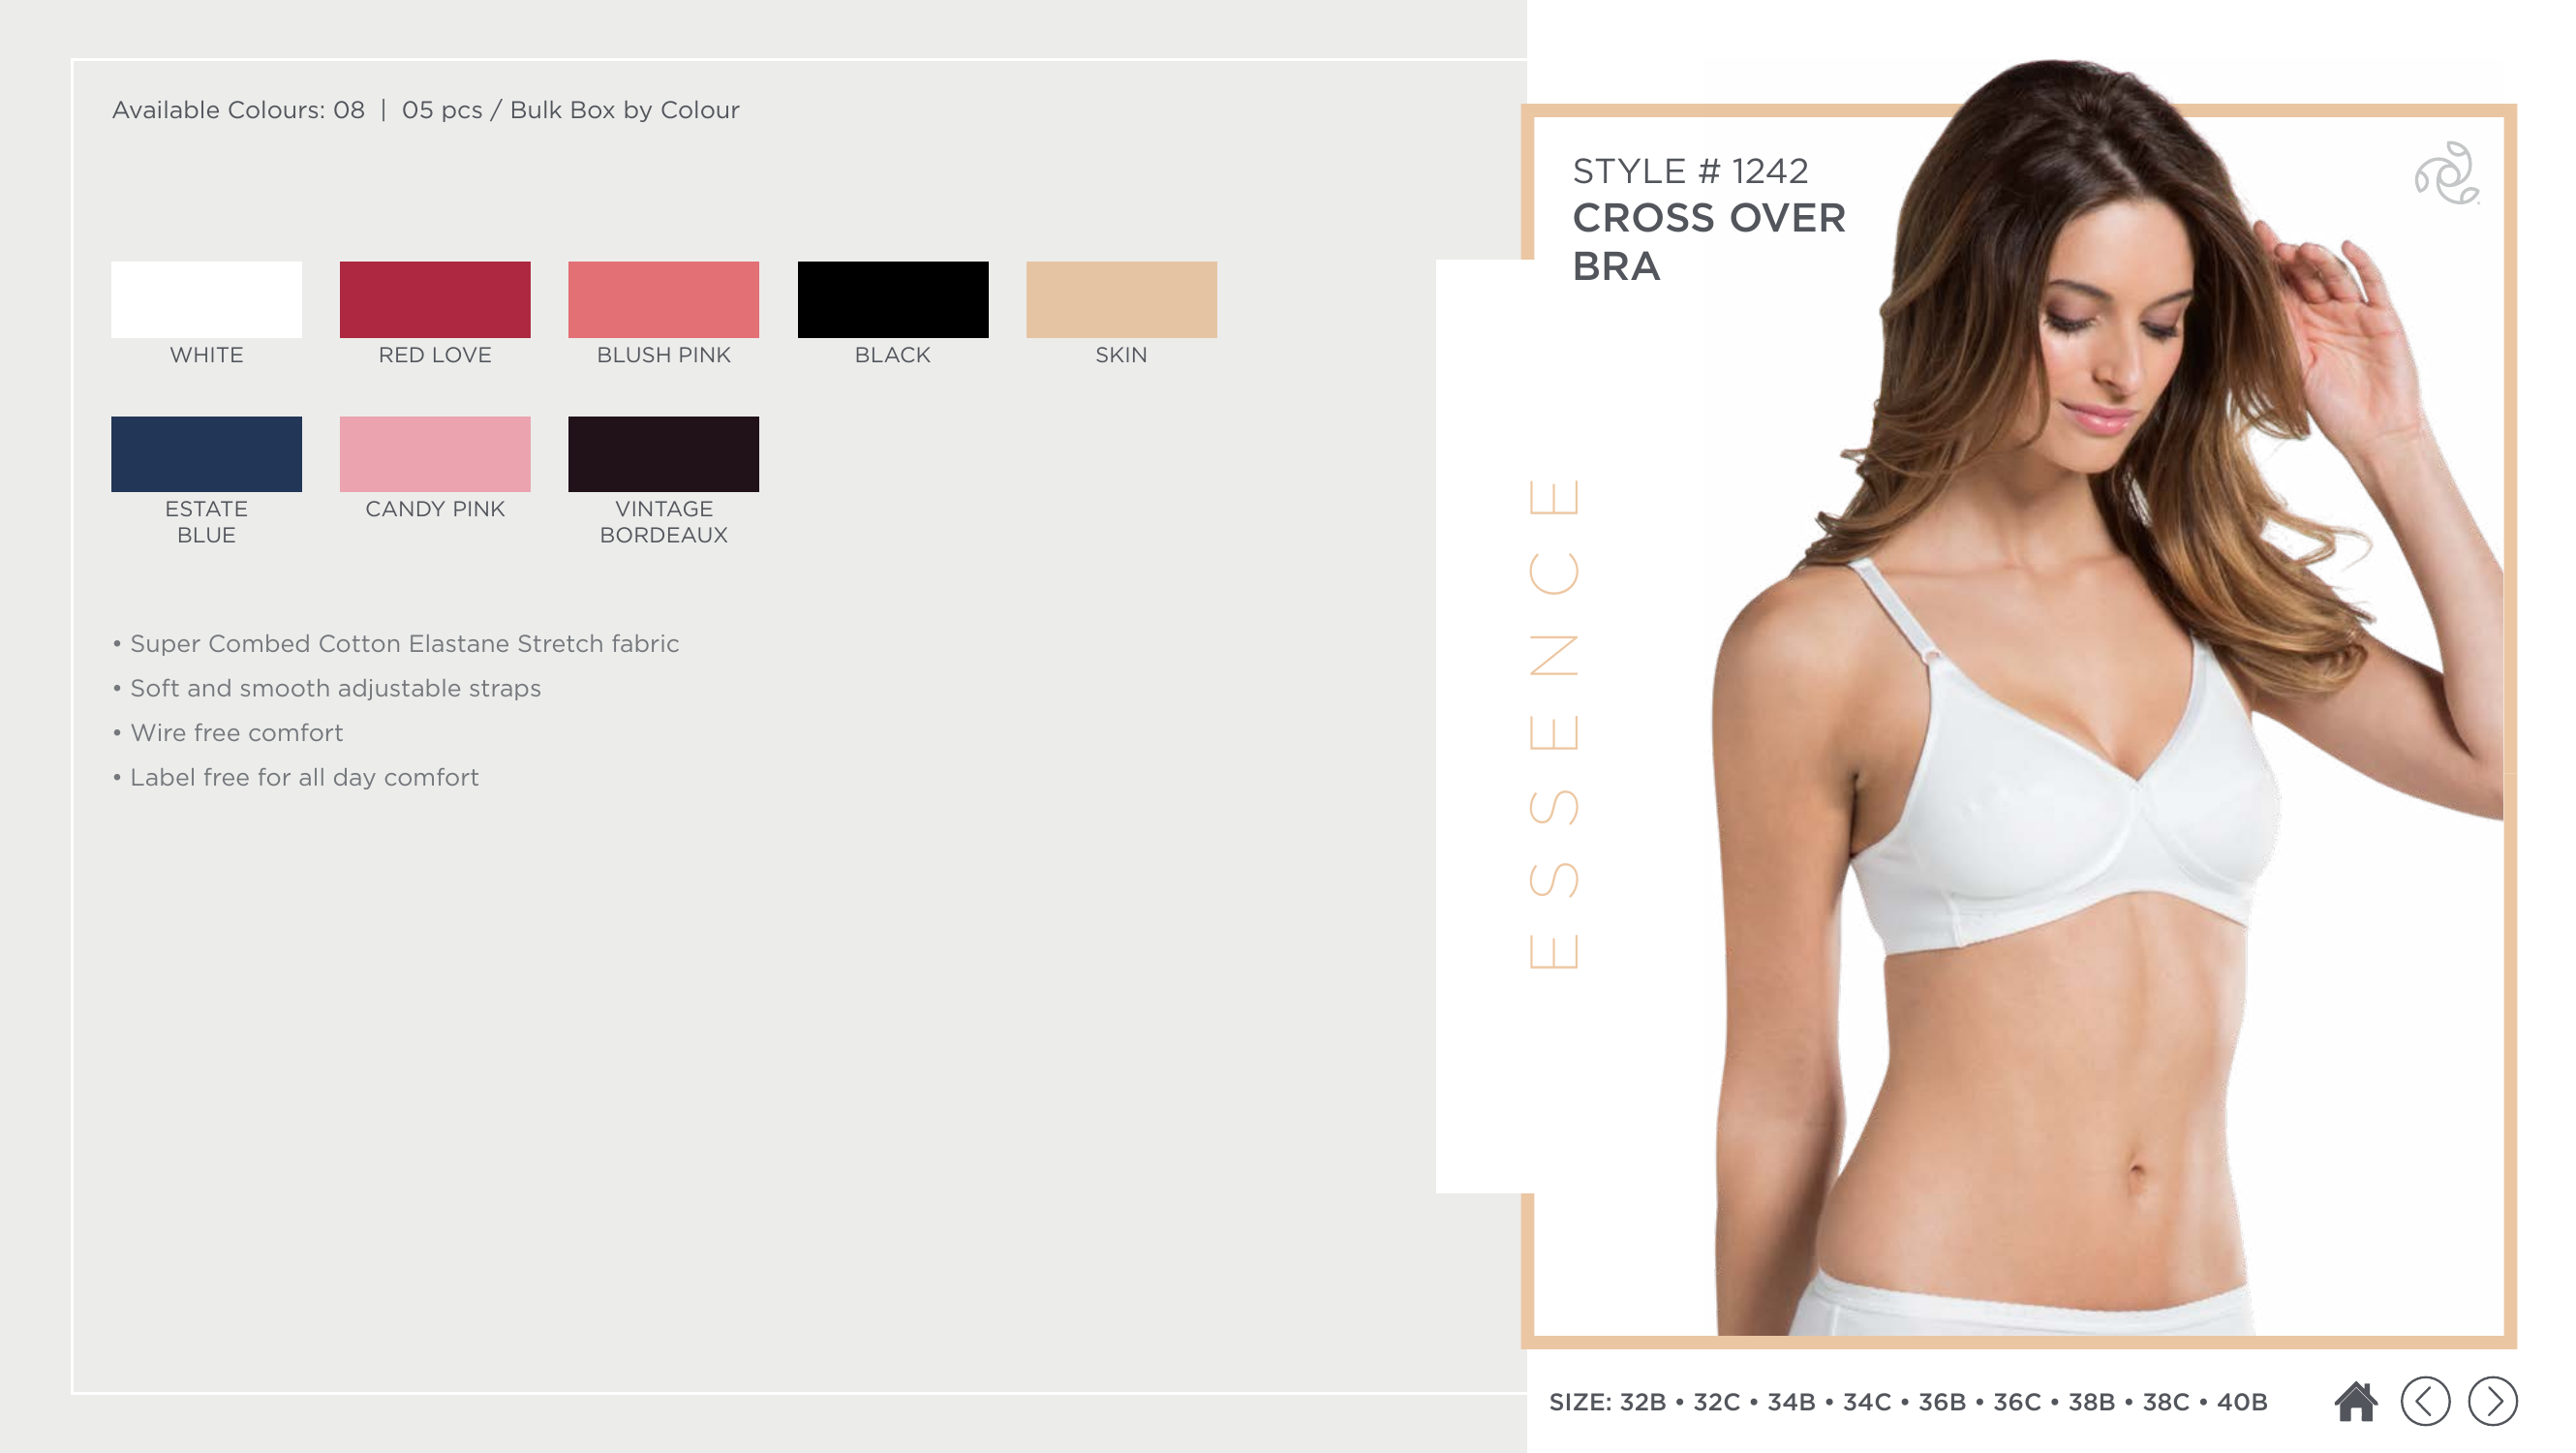 Available Colours: 08 | 05 pcs / Bulk Box by Colour
WHITE
RED LOVE
BLUSH PINK
BLACK
SKIN
ESTATE
BLUE
CANDY PINK
VINTAGE
BORDEAUX
• Super Combed Cotton Elastane Stretch fabric
• Soft and smooth adjustable straps
• Wire free comfort
• Label free for all day comfort
STYLE # 1242
CROSS OVER
BRA
ESSENCE
SIZE: 32B • 32C • 34B • 34C • 36B • 36C • 38B • 38C • 40B